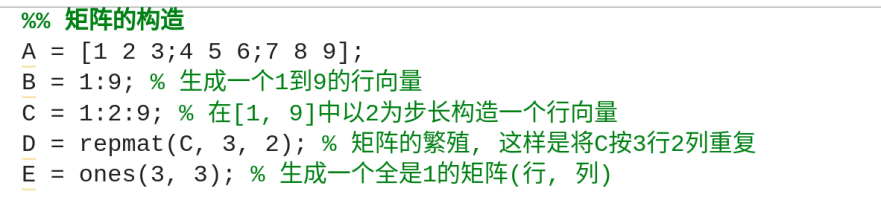 %% 矩阵的构造
A = [1 2 3;4 5 6;7 8 9];
B = 1:9; % 生成一个1到9的行向量
C = 1:2:9; % 在[1, 9]中以2为步长构造一个行向量
D = repmat(C, 3, 2); % 矩阵的繁殖, 这样是将C按3行2列重复
E = ones(3, 3); % 生成一个全是1的矩阵(行, 列)